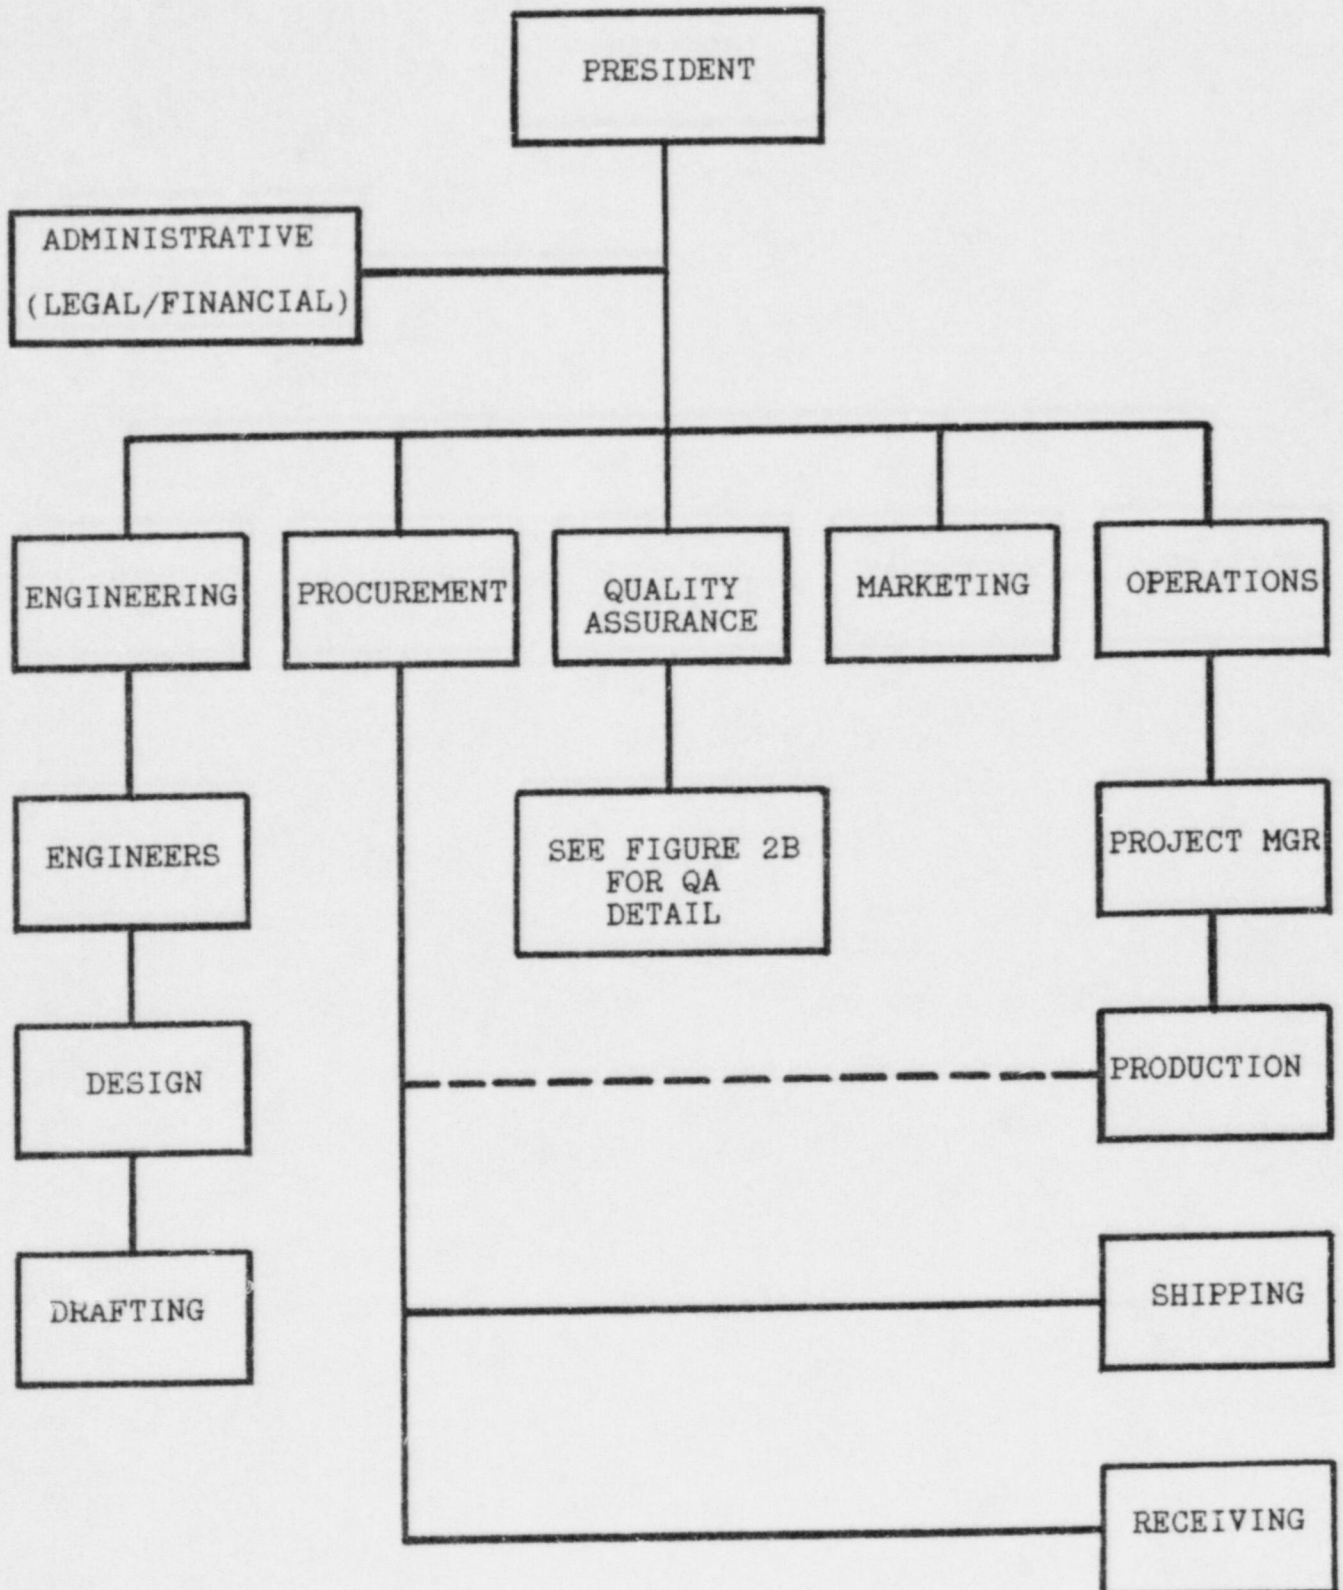 PRESIDENT
ADMINISTRATIVE
(LEGAL/FINANCIAL)
ENGINEERING
PROCUREMENT
QUALITY
ASSURANCE
MARKETING
OPERATIONS
ENGINEERS
SEE FIGURE 2B
FOR QA
DETAIL
PROJECT MGR
DESIGN
PRODUCTION
DRAFTING
SHIPPING
RECEIVING